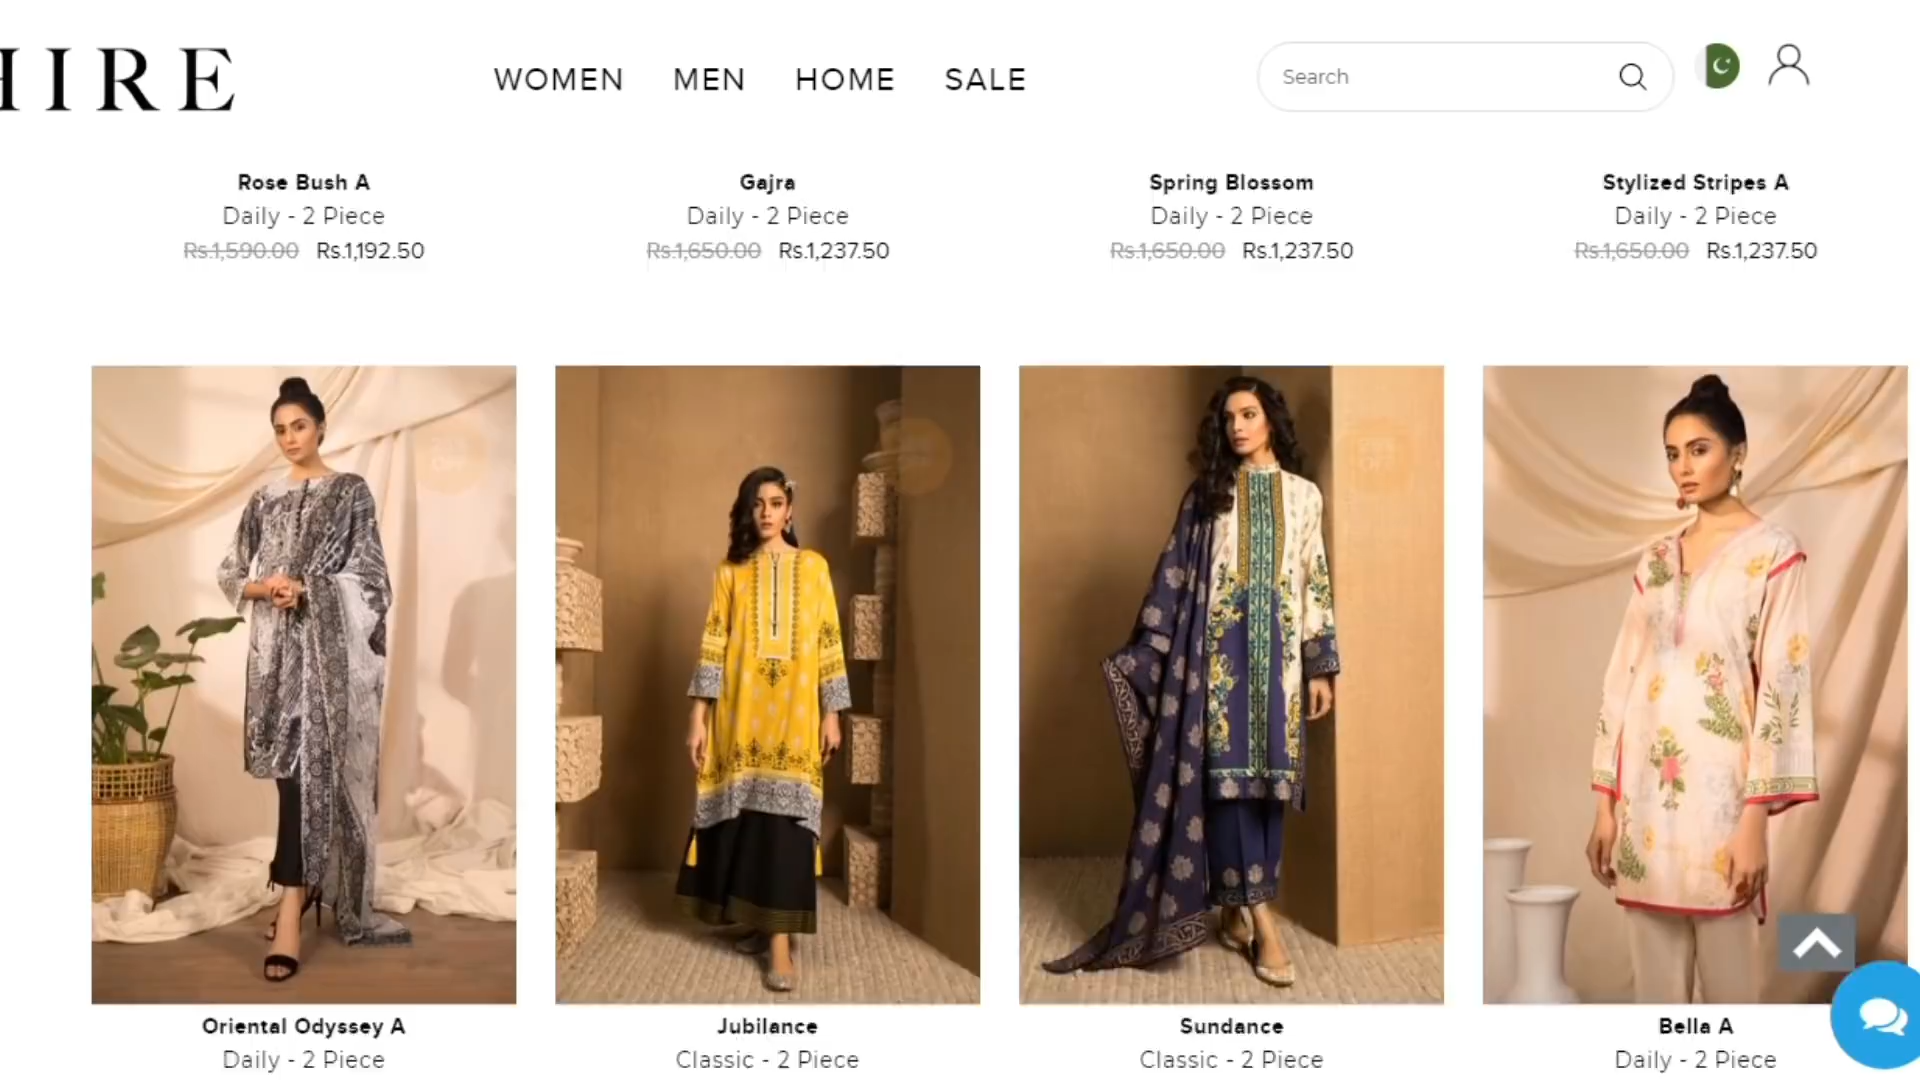 HIRE
WOMEN MEN HOME SALE
Search
Rose Bush A
Daily - 2 Piece
Rs.1,590.00 Rs.1,192.50
Gajra
Daily - 2 Piece
Rs.1,650.00 Rs.1,237.50
Spring Blossom
Daily - 2 Piece
Rs.1,650.00 Rs.1,237.50
Stylized Stripes A
Daily - 2 Piece
Rs.1,650.00 Rs.1,237.50
Oriental Odyssey A
Daily - 2 Piece
Jubilance
Classic - 2 Piece
Sundance
Classic - 2 Piece
Bella A
Daily - 2 Piece